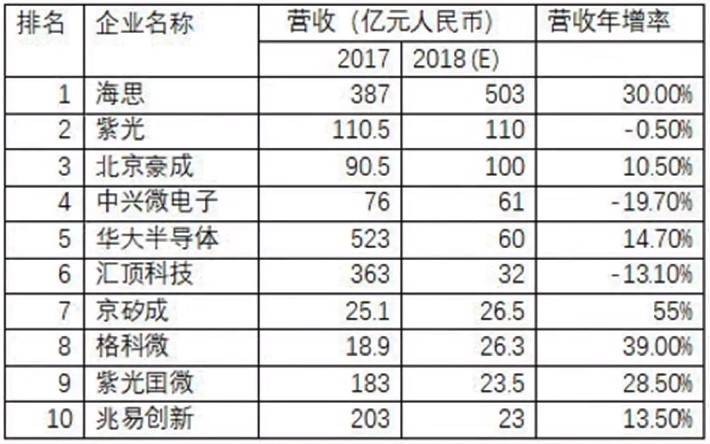 排名 企业名称 营收（亿元人民币） 营收年增率
2017 2018(E)
1 海思 387 503 30.00%
2 紫光 110.5 110 -0.50%
3 北京豪成 90.5 100 10.50%
4 中兴微电子 76 61 -19.70%
5 华大半导体 523 60 14.70%
6 汇顶科技 363 32 -13.10%
7 京矽成 25.1 26.5 55%
8 格科微 18.9 26.3 39.00%
9 紫光国微 183 23.5 28.50%
10 兆易创新 203 23 13.50%